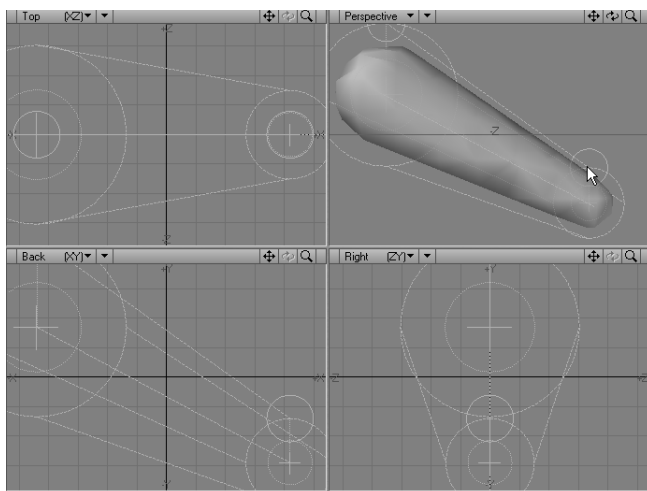 Top (XZ)
Perspective
Z
Back (XY)
Right (ZY)
+Y
+Y